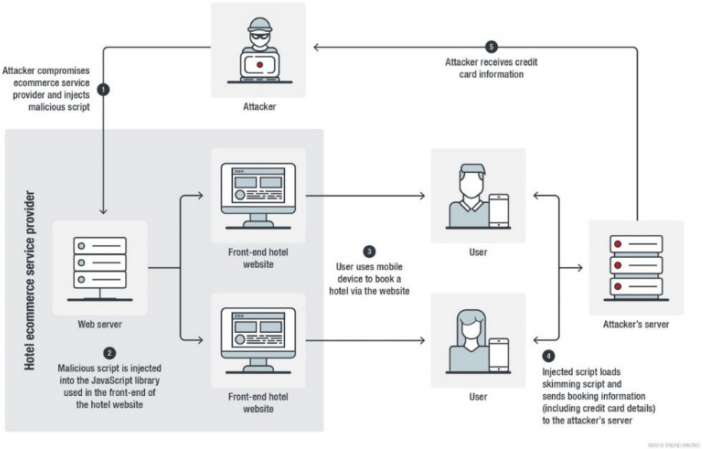 Attacker compromises
ecommerce service
provider and injects
malicious script
1
Attacker
5
Attacker receives credit
card information
Hotel ecommerce service provider
Web server
2
Malicious script is injected
into the JavaScript library
used in the front-end of
the hotel website
Front-end hotel
website
Front-end hotel
website
3
User uses mobile
device to book a
hotel via the website
User
User
Attacker's server
4
Injected script loads
skimming script and
sends booking information
(including credit card details)
to the attacker's server
©2019 TREND MICRO